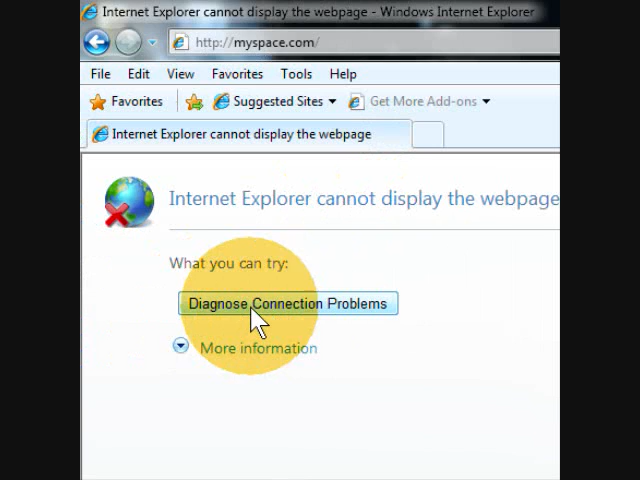 Internet Explorer cannot display the webpage - Windows Internet Explorer
http://myspace.com/
File Edit View Favorites Tools Help
Favorites Suggested Sites Get More Add-ons
Internet Explorer cannot display the webpage
Internet Explorer cannot display the webpage
What you can try:
Diagnose Connection Problems
More information